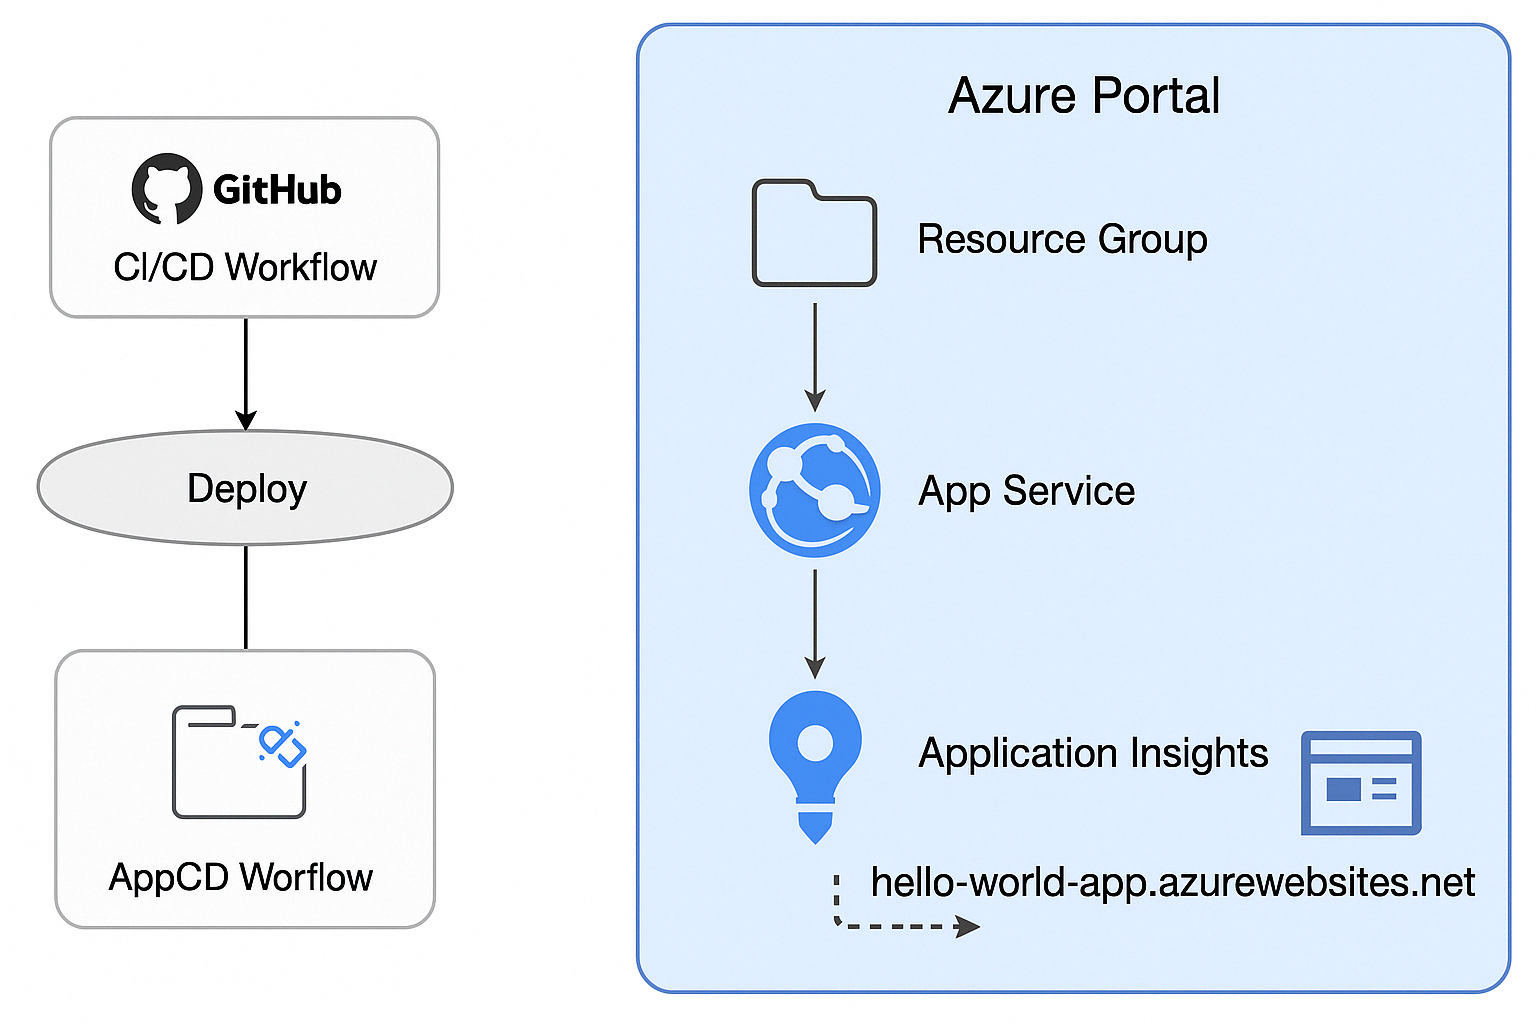 GitHub
CI/CD Workflow
Deploy
AppCD Worflow
Azure Portal
Resource Group
App Service
Application Insights
hello-world-app.azurewebsites.net